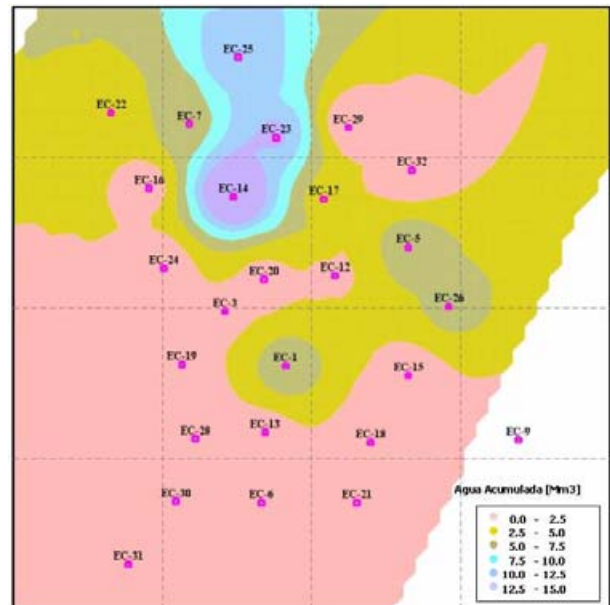 EC-25
EC-22
EC-7
EC-29
EC-23
EC-32
EC-16
EC-14
EC-17
EC-5
EC-24
EC-20
EC-12
EC-3
EC-26
EC-19
EC-1
EC-15
EC-28
EC-13
EC-18
EC-9
EC-30
EC-6
EC-21
EC-31
Agua Acumulada [Mm3]
0.0 - 2.5
2.5 - 5.0
5.0 - 7.5
7.5 - 10.0
10.0 - 12.5
12.5 - 15.0